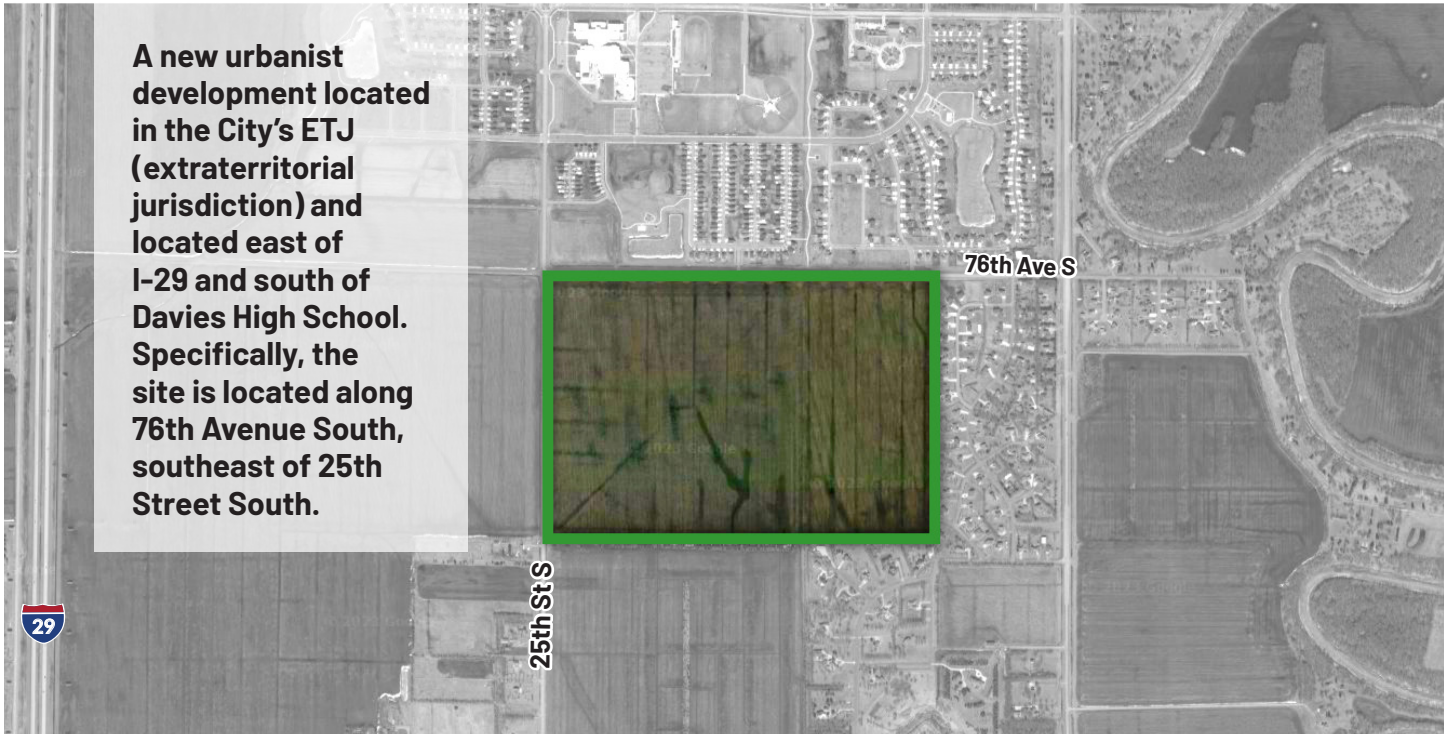 A new urbanist
development located
in the City's ETJ
(extraterritorial
jurisdiction) and
located east of
I-29 and south of
Davies High School.
Specifically, the
site is located along
76th Avenue South,
southeast of 25th
Street South.
76th Ave S
25th St S
29